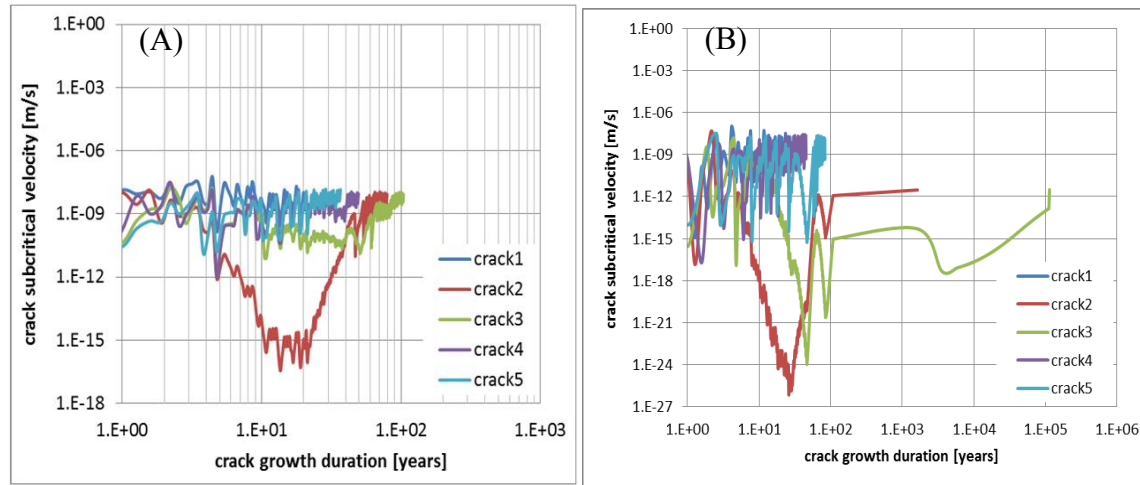 (A)
crack subcritical velocity [m/s]
1.E+00
1.E-03
1.E-06
1.E-09
1.E-12
1.E-15
1.E-18
1.E+00 1.E+01 1.E+02 1.E+03
crack growth duration [years]
crack1
crack2
crack3
crack4
crack5
(B)
crack subcritical velocity [m/s]
1.E+00
1.E-03
1.E-06
1.E-09
1.E-12
1.E-15
1.E-18
1.E-21
1.E-24
1.E-27
1.E+00 1.E+01 1.E+02 1.E+03 1.E+04 1.E+05 1.E+06
crack growth duration [years]
crack1
crack2
crack3
crack4
crack5